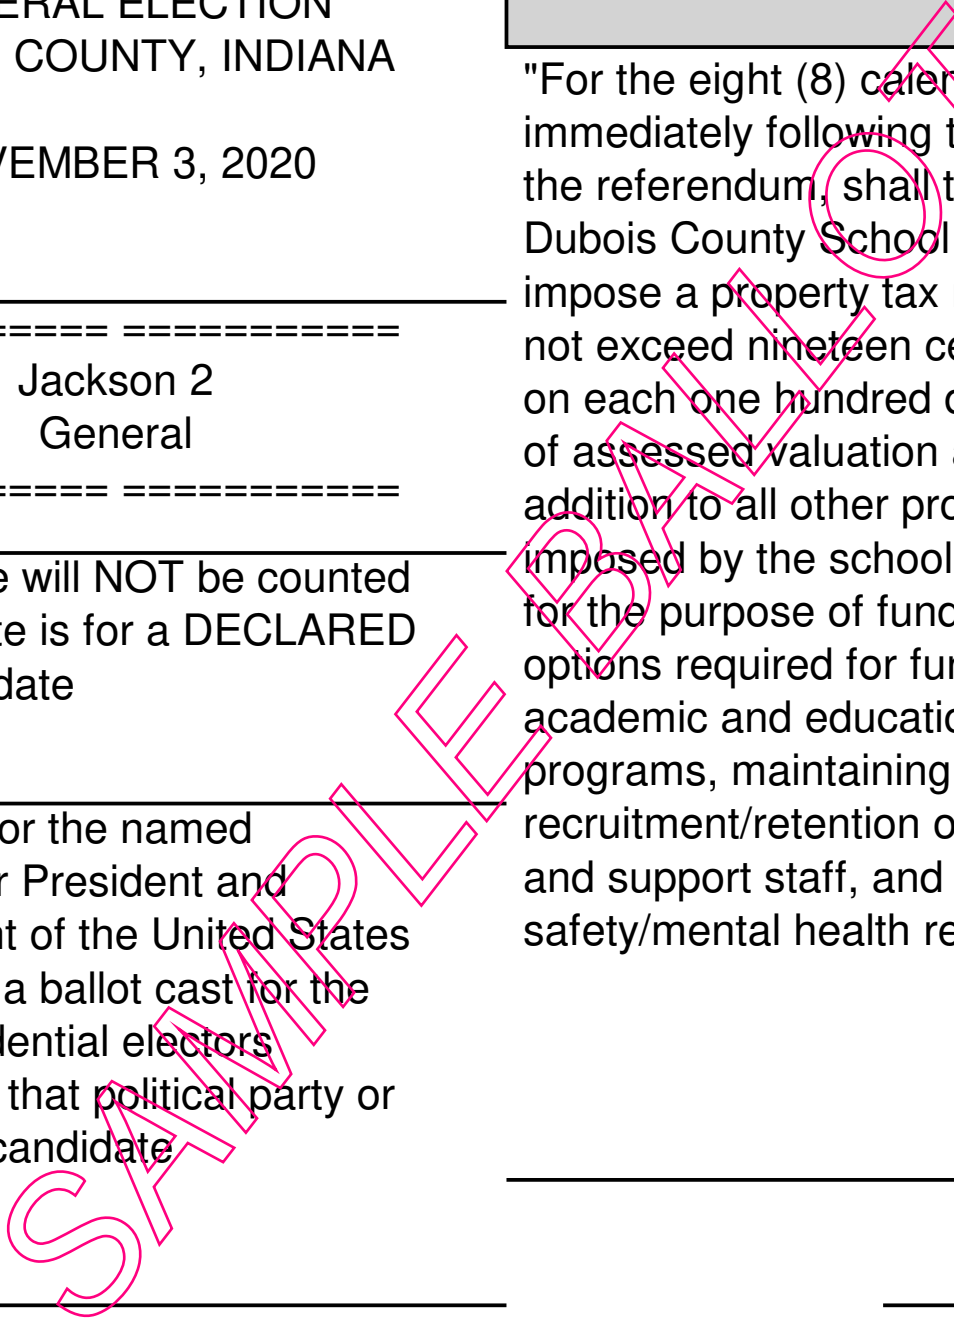 ERAL ELECTION
COUNTY, INDIANA
VEMBER 3, 2020
===== ===========
Jackson 2
General
===== ===========
e will NOT be counted
te is for a DECLARED
date
or the named
r President and
nt of the United States
a ballot cast for the
dential electors
that political party or
candidate
"For the eight (8) calen
immediately following t
the referendum, shall t
Dubois County School
impose a property tax
not exceed nineteen ce
on each one hundred
of assessed valuation
addition to all other pro
imposed by the school
for the purpose of fund
options required for fun
academic and educatio
programs, maintaining
recruitment/retention o
and support staff, and
safety/mental health re
SAMPLE BALLOT